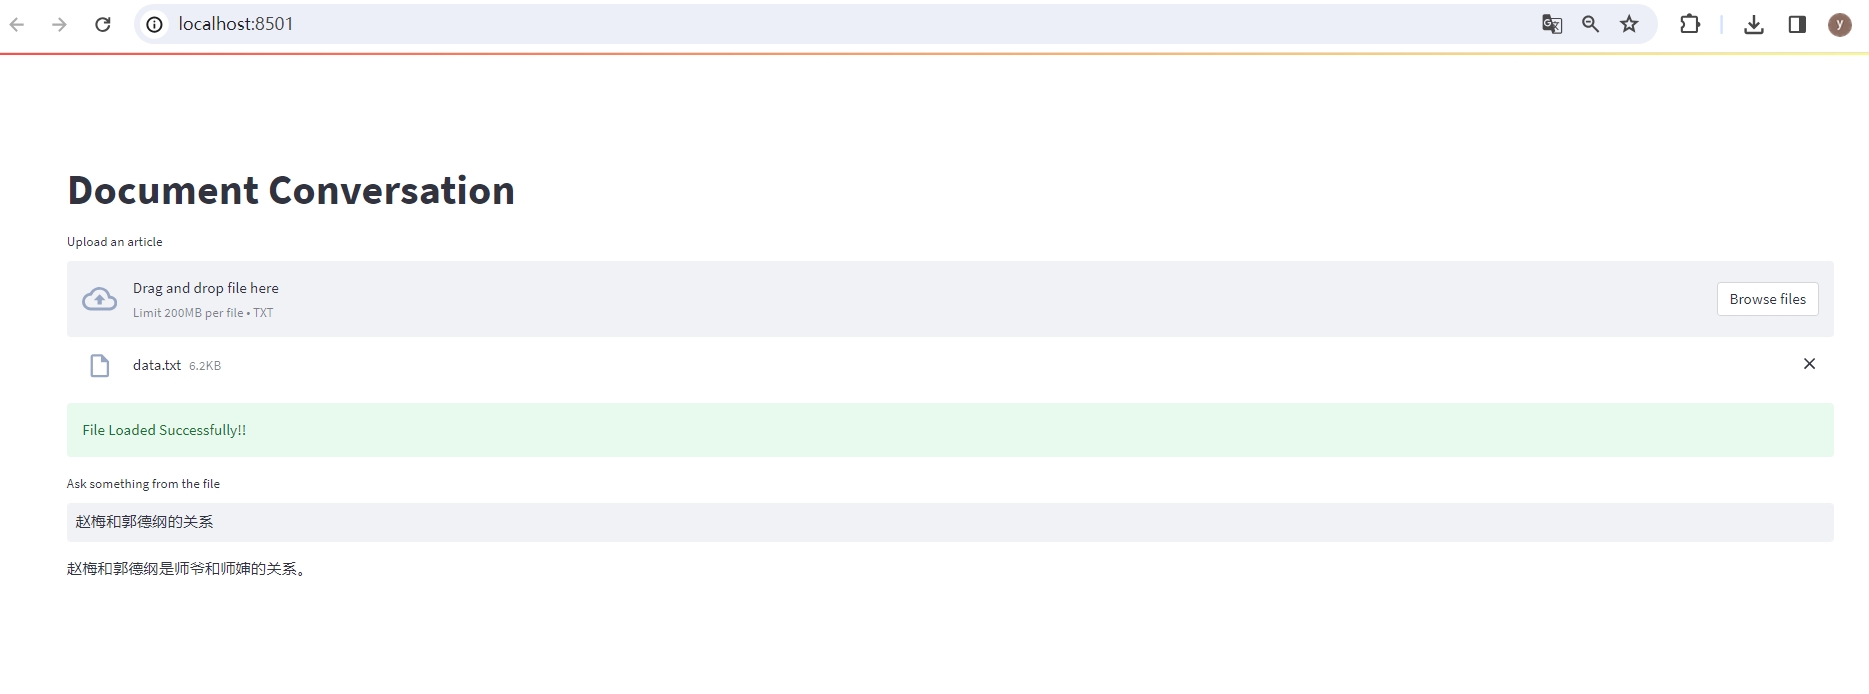 localhost:8501
y
Document Conversation
Upload an article
Drag and drop file here
Limit 200MB per file • TXT
Browse files
data.txt 6.2KB
File Loaded Successfully!!
Ask something from the file
赵梅和郭德纲的关系
赵梅和郭德纲是师爷和师婶的关系。